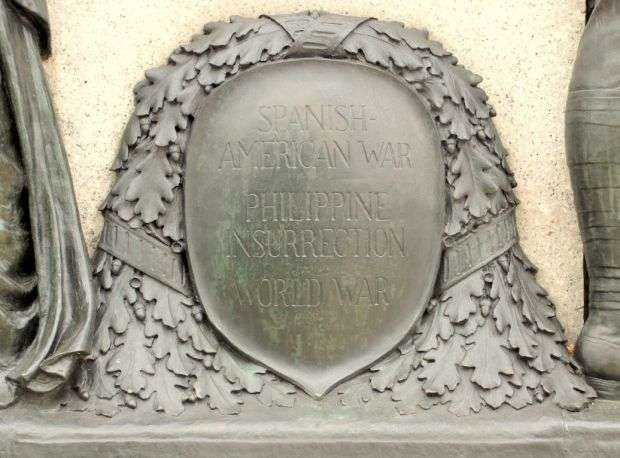 SPANISH-
AMERICAN WAR
PHILIPPINE
INSURRECTION
WORLD WAR